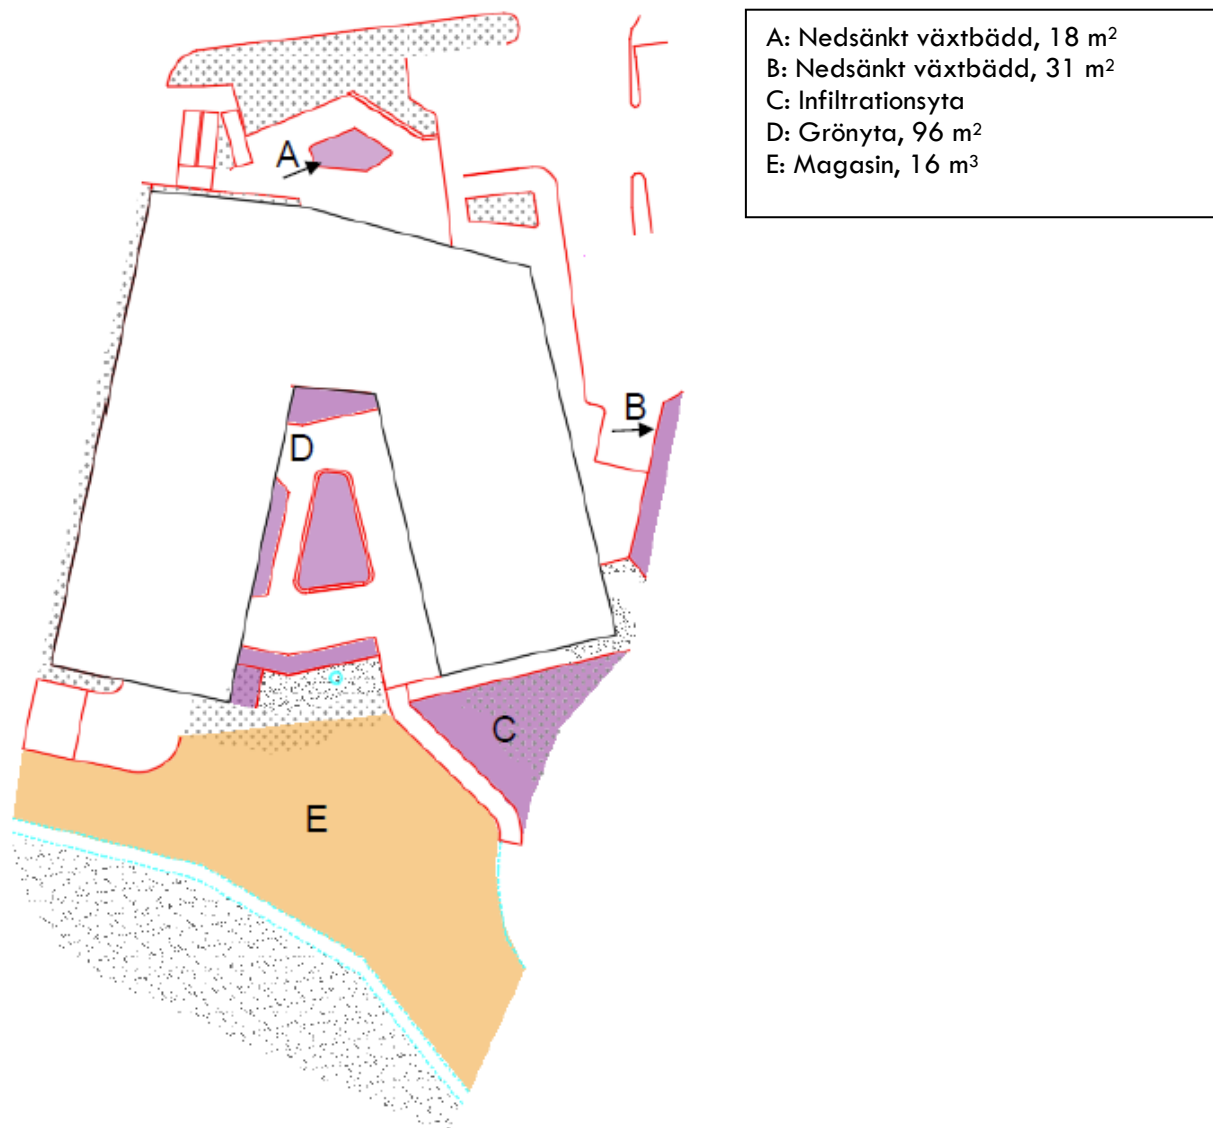 A: Nedsänkt växtbädd, 18 m²
B: Nedsänkt växtbädd, 31 m²
C: Infiltrationsyta
D: Grönyta, 96 m²
E: Magasin, 16 m³
A
B
D
C
E